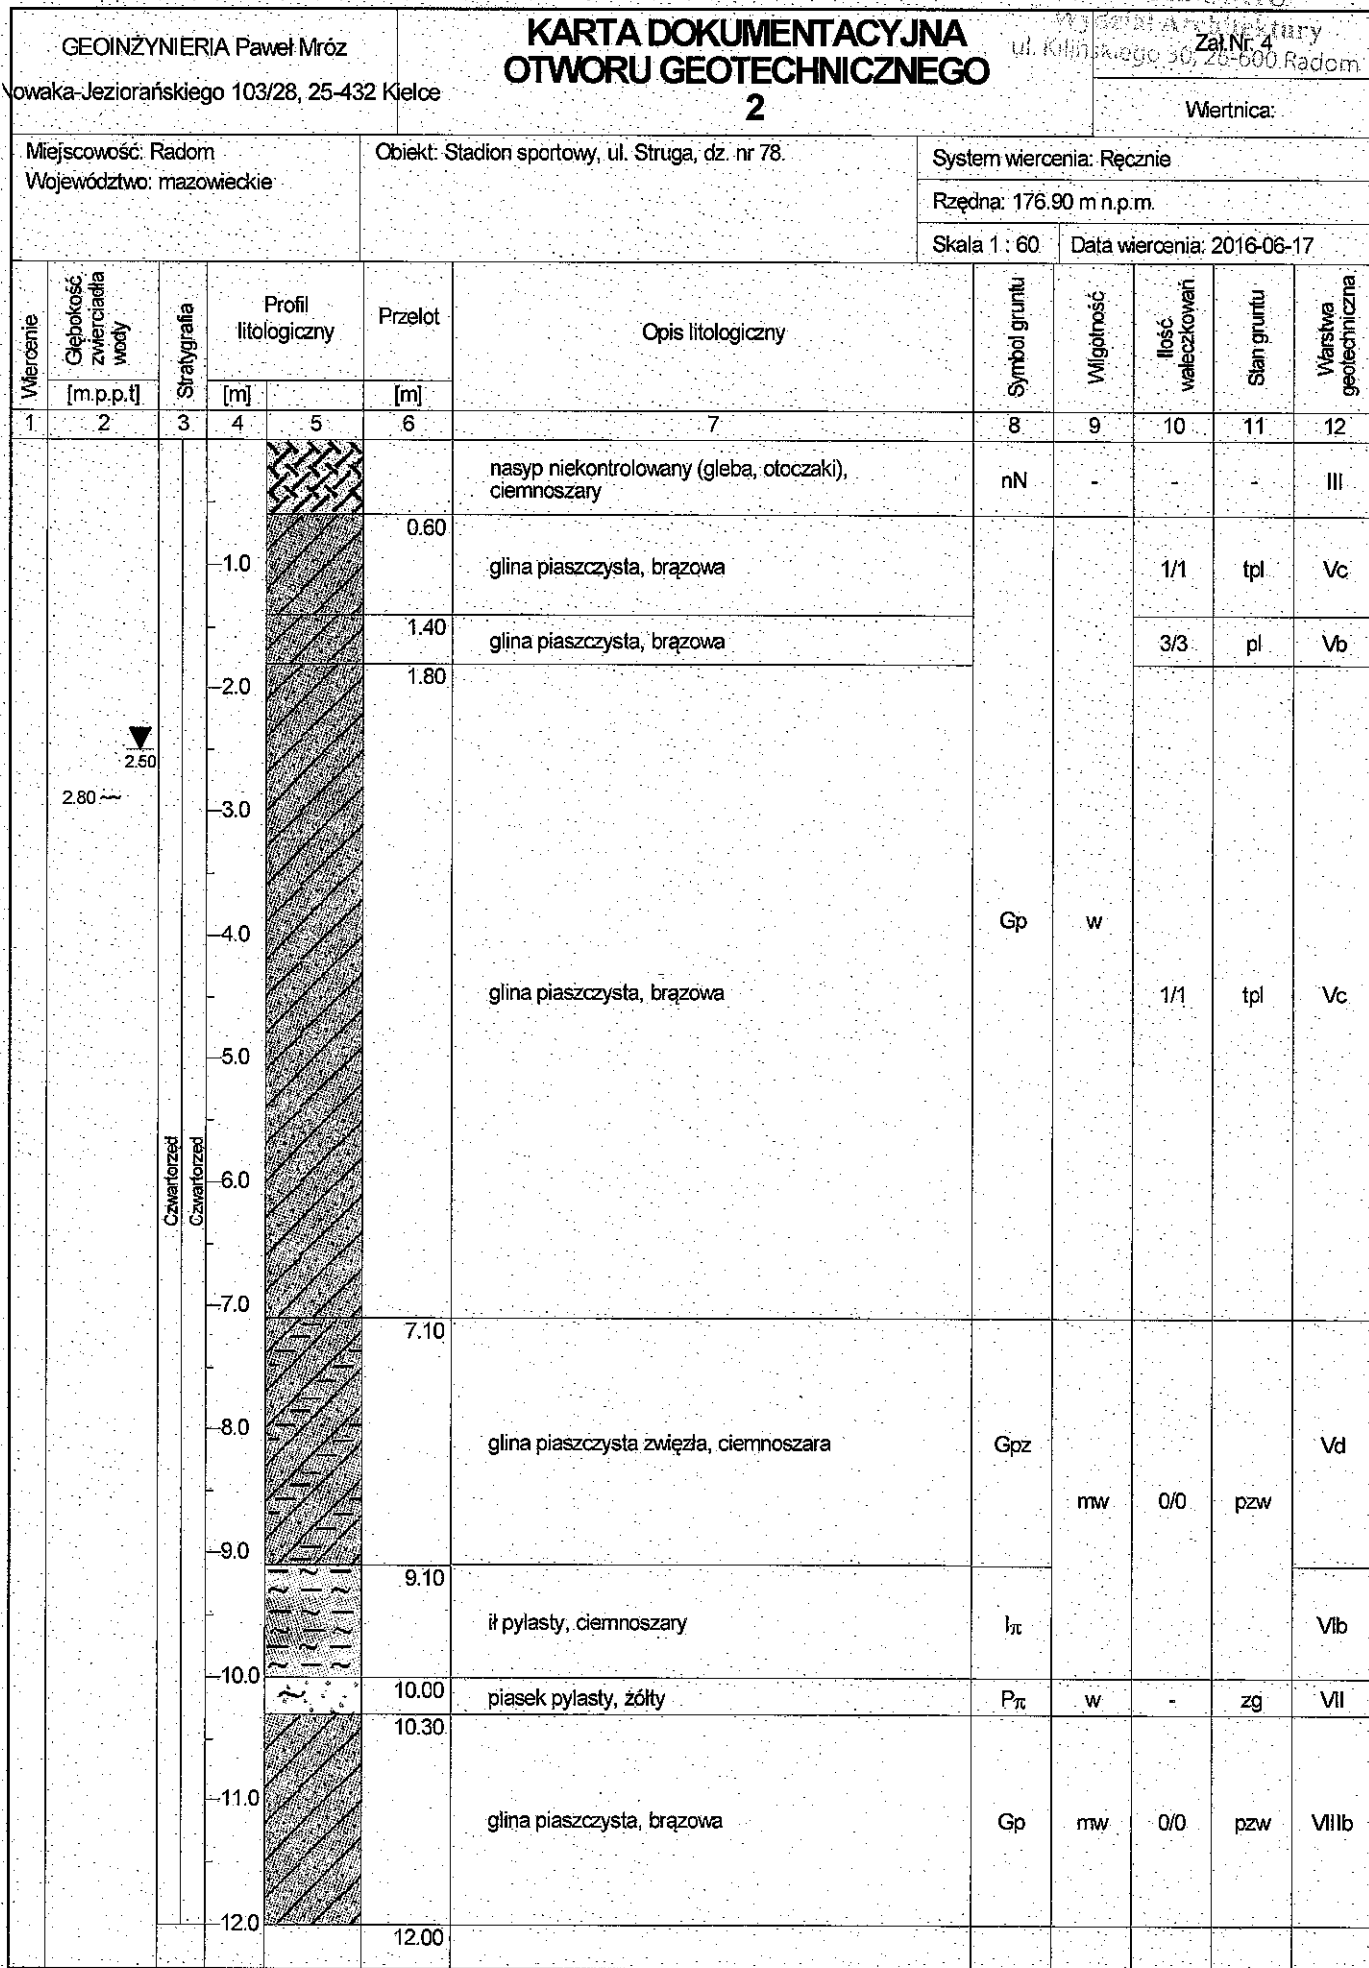 GEOINŻYNIERIA Paweł Mróz
owaka-Jeziorańskiego 103/28, 25-432 Kielce
KARTA DOKUMENTACYJNA
OTWORU GEOTECHNICZNEGO
2
Wydział Architektury
ul. Kilińskiego 30, 26-600 Radom
Zał.Nr. 4
Wiertnica:
Miejscowość: Radom
Województwo: mazowieckie
Obiekt: Stadion sportowy, ul. Struga, dz. nr 78.
System wiercenia: Ręcznie
Rzędna: 176.90 m n.p.m.
Skala 1 : 60 Data wiercenia: 2016-06-17
Wiercenie
Głębokość zwierciadła wody
[m.p.p.t]
Stratygrafia
Profil litologiczny
[m]
Przelot
[m]
Opis litologiczny
Symbol gruntu
Wilgotność
Ilość wałeczkowań
Stan gruntu
Warstwa geotechniczna
1 2 3 4 5 6 7 8 9 10 11 12
nasyp niekontrolowany (gleba, otoczaki),
ciemnoszary
nN - - - III
0.60
1.0
glina piaszczysta, brązowa 1/1 tpl Vc
1.40
glina piaszczysta, brązowa 3/3 pl Vb
1.80
2.0
2.50
2.80
3.0
4.0
Gp w
glina piaszczysta, brązowa 1/1 tpl Vc
5.0
Czwartorzęd
Czwartorzęd
6.0
7.0
7.10
8.0
glina piaszczysta zwięzła, ciemnoszara Gpz Vd
mw 0/0 pzw
9.0
9.10
ił pylasty, ciemnoszary Iπ VIb
10.0
10.00 piasek pylasty, żółty Pπ w - zg VII
10.30
11.0
glina piaszczysta, brązowa Gp mw 0/0 pzw VIIIb
12.0
12.00